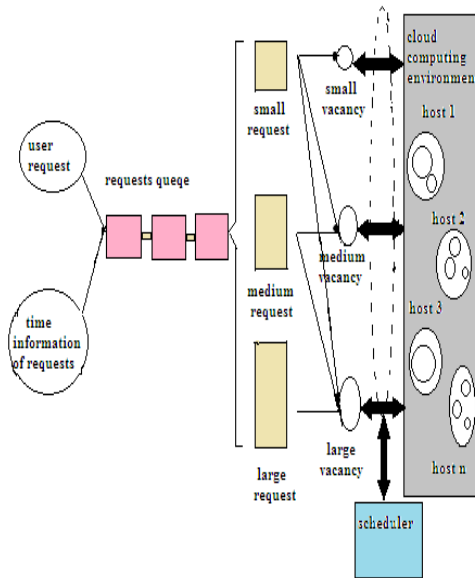 cloud
computing
environmen
small
vacancy
small
request
host 1
user
request
requests queqe
host 2
medium
vacancy
medium
request
host 3
time
information
of requests
large
vacancy
large
request
host n
scheduler